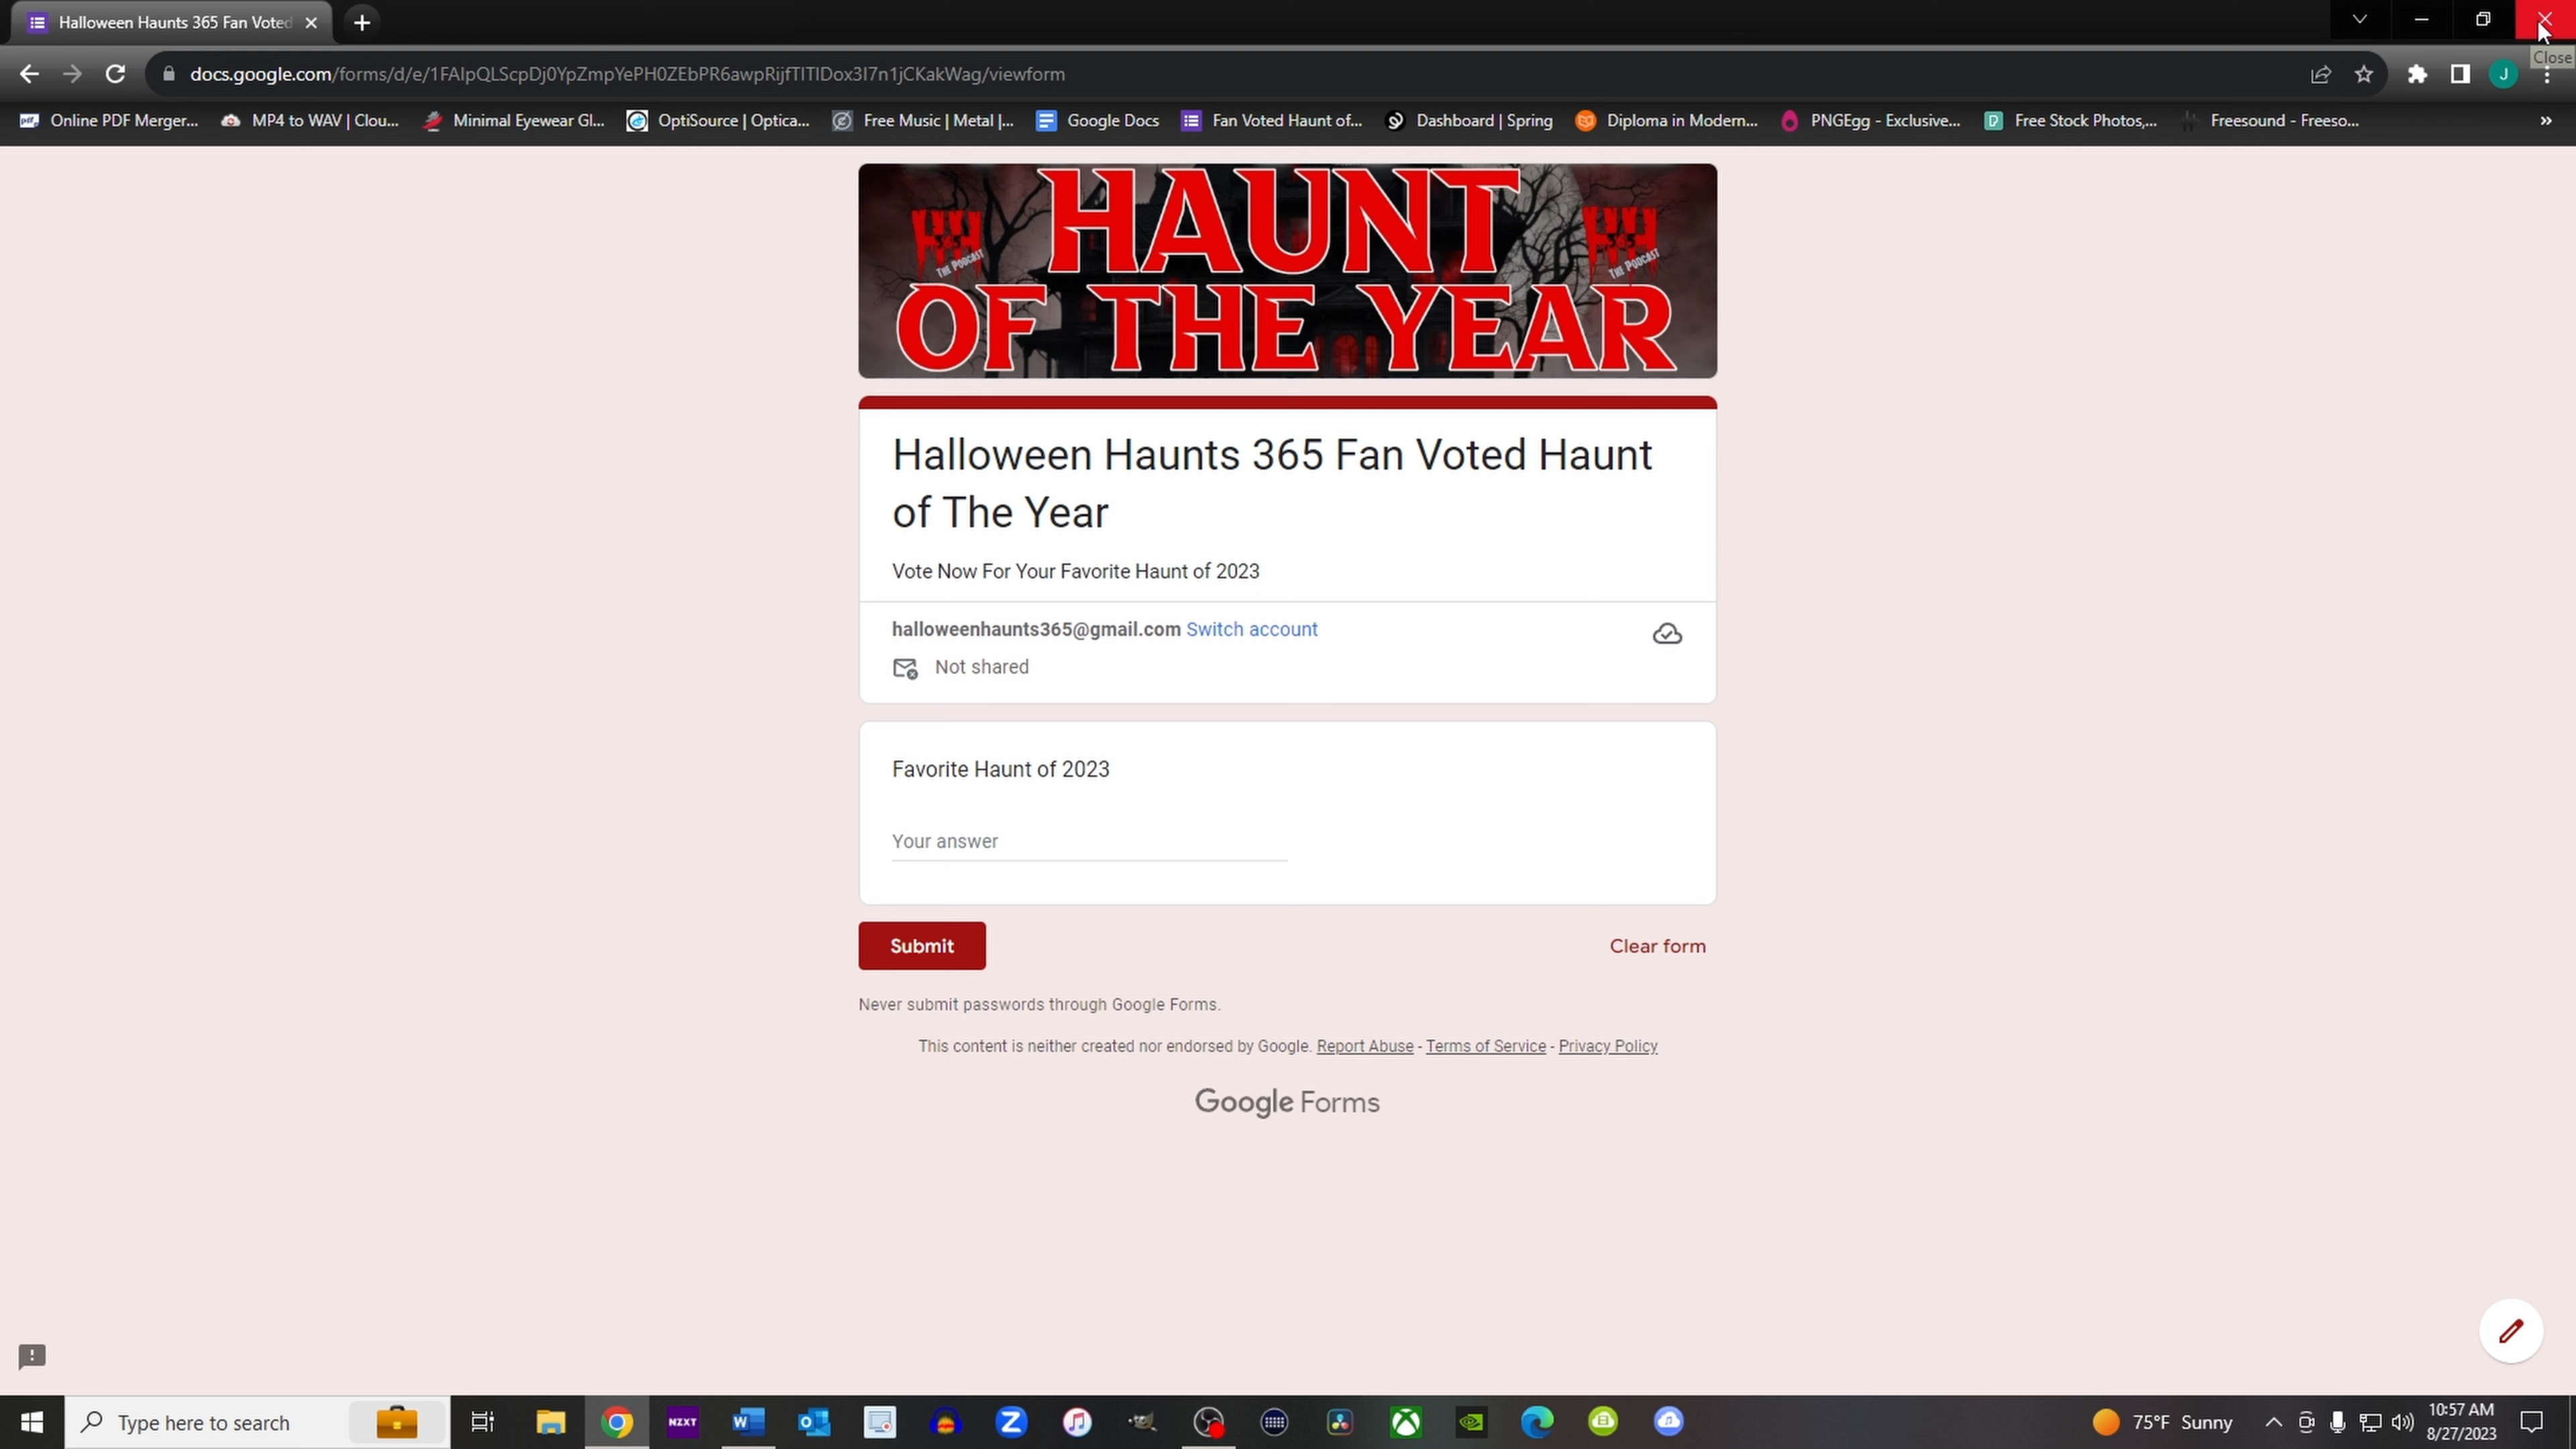 Halloween Haunts 365 Fan Voted
Close
docs.google.com/forms/d/e/1FAIpQLScpDj0YpZmpYePH0ZEbPR6awpRijfTITIDox3I7n1jCKakWag/viewform
J
Online PDF Merger... MP4 to WAV | Clou... Minimal Eyewear Gl... OptiSource | Optica... Free Music | Metal |... Google Docs Fan Voted Haunt of... Dashboard | Spring Diploma in Modern... PNGEgg - Exclusive... Free Stock Photos,... Freesound - Freeso... »
HAUNT
365
THE PODCAST
365
THE PODCAST
OF THE YEAR
Halloween Haunts 365 Fan Voted Haunt
of The Year
Vote Now For Your Favorite Haunt of 2023
halloweenhaunts365@gmail.com Switch account
Not shared
Favorite Haunt of 2023
Your answer
Submit Clear form
Never submit passwords through Google Forms.
This content is neither created nor endorsed by Google. Report Abuse - Terms of Service - Privacy Policy
Google Forms
Type here to search
NZXT
75°F Sunny
10:57 AM
8/27/2023